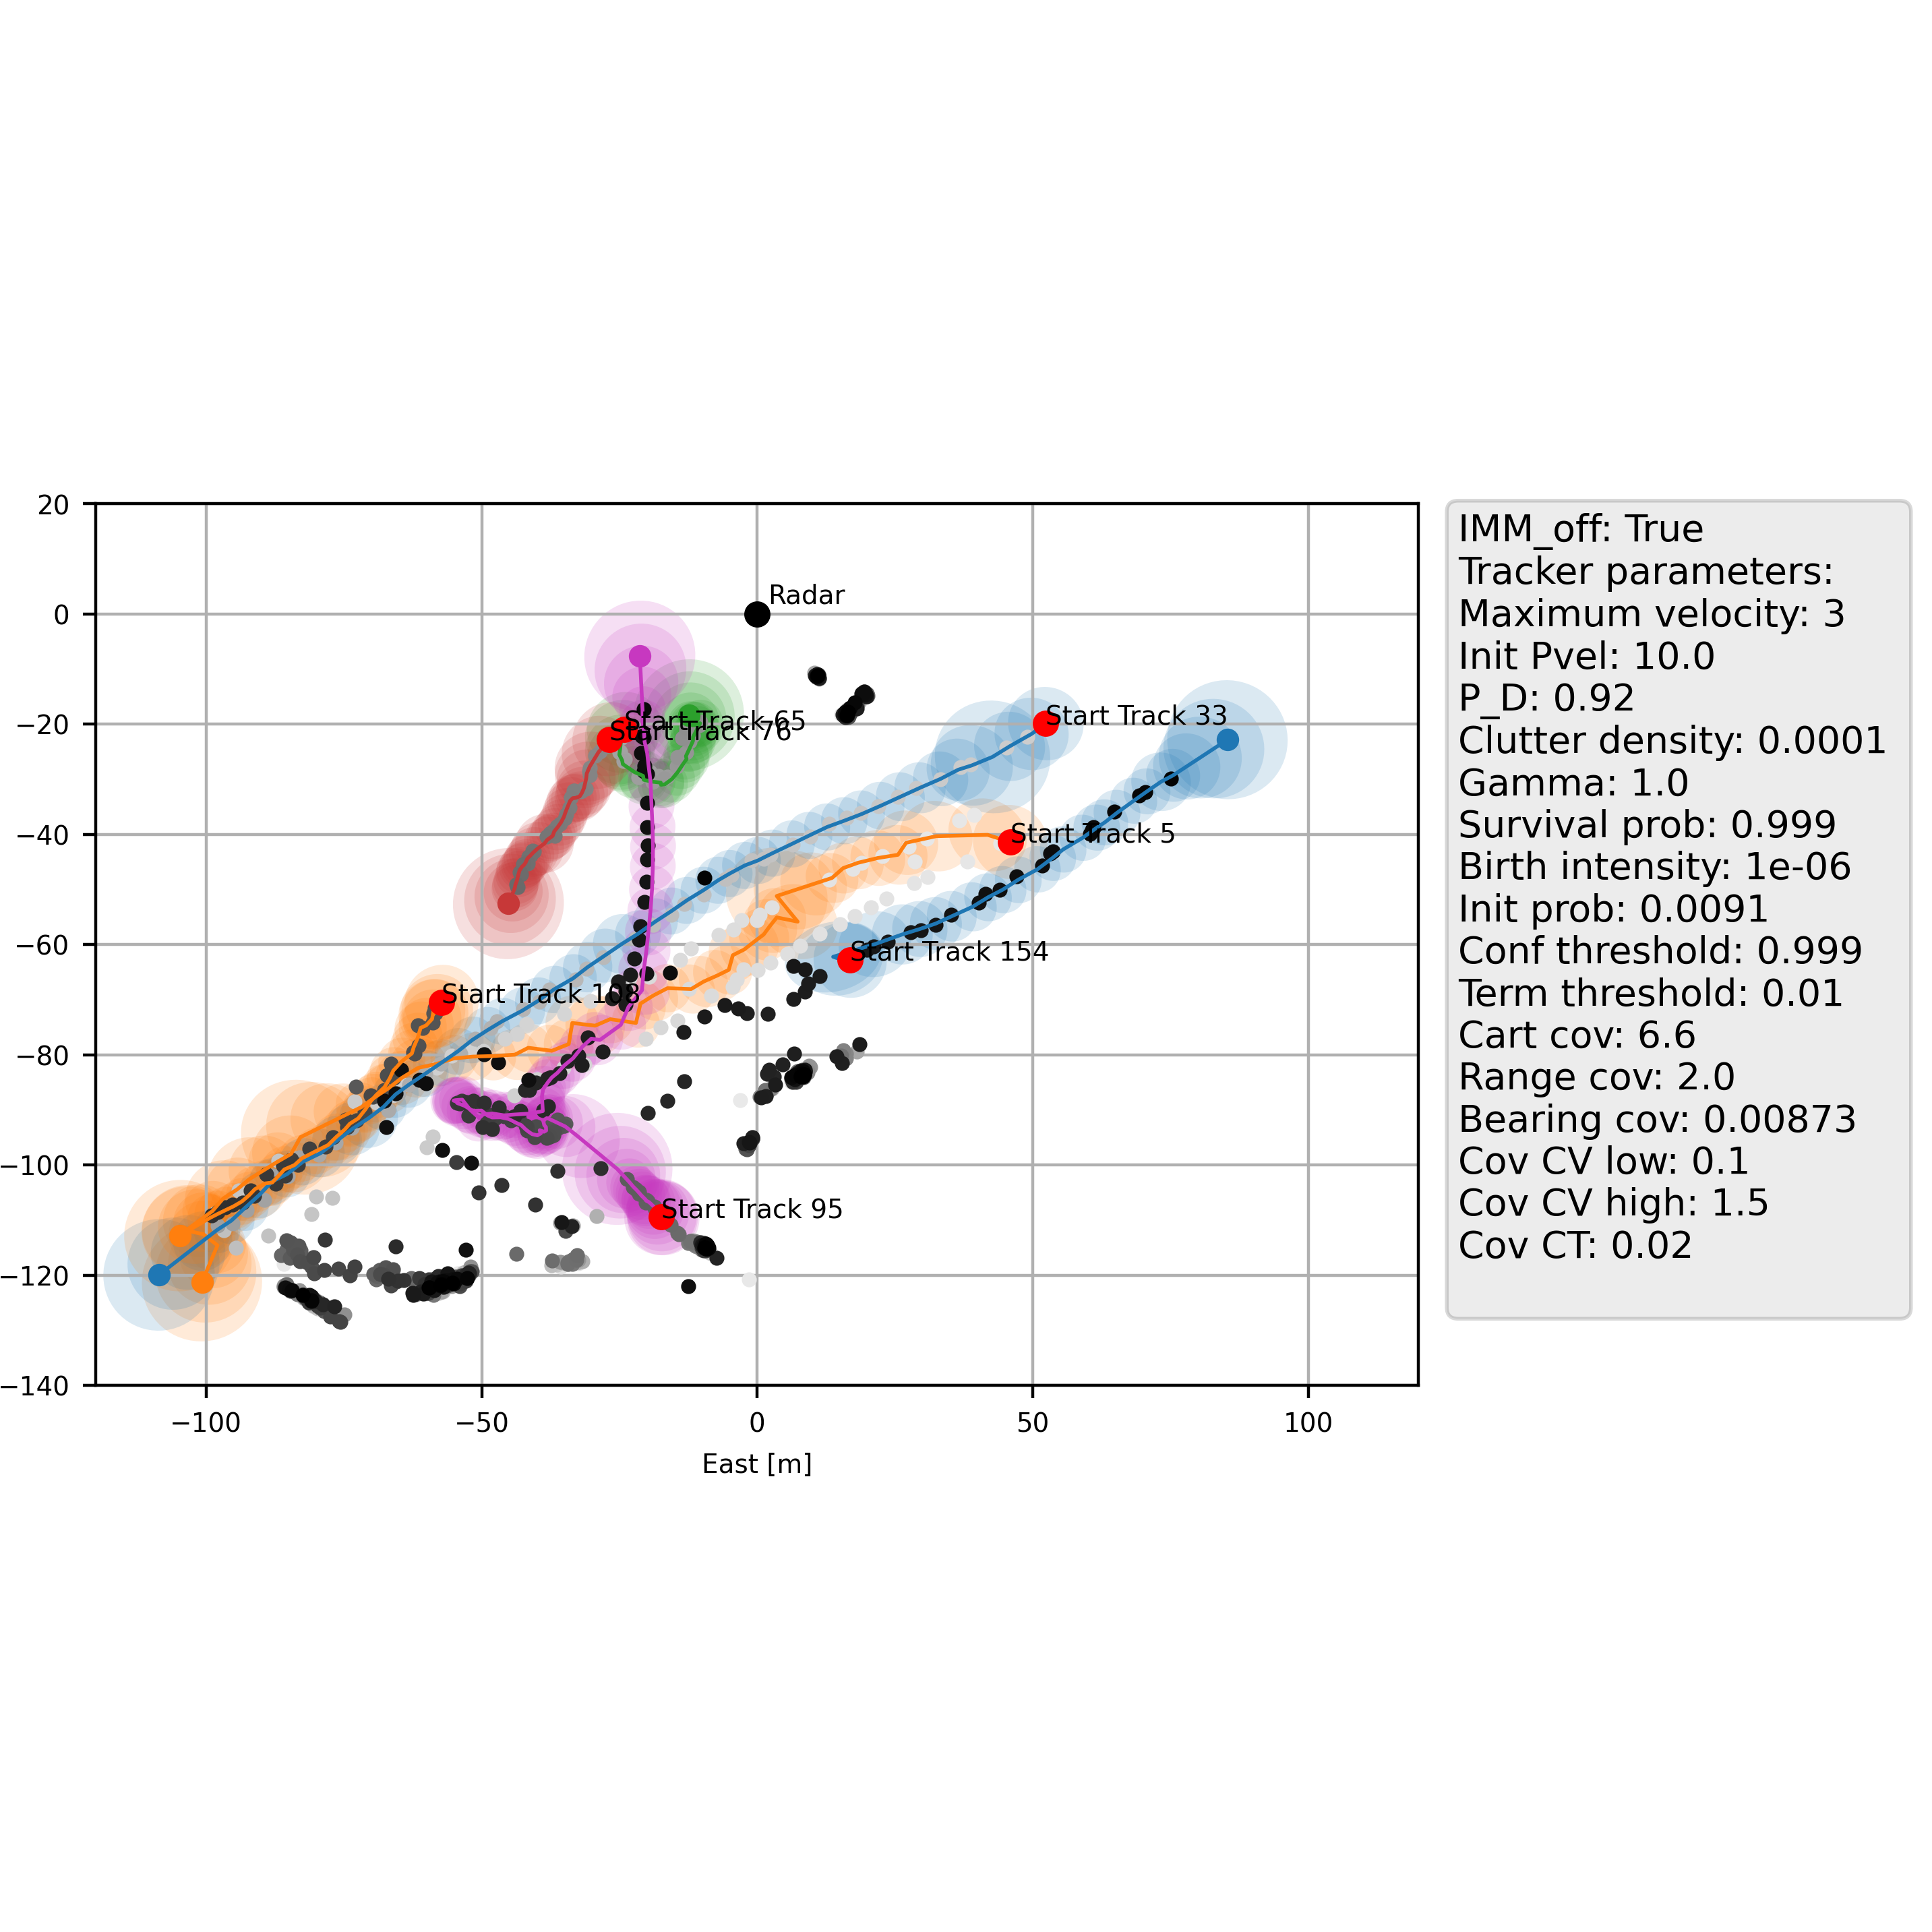 20
0
−20
−40
−60
−80
−100
−120
−140
−100
−50
0
50
100
East [m]
Radar
Start Track 33
Start Track 65
Start Track 76
Start Track 5
Start Track 154
Start Track 108
Start Track 95
IMM_off: True
Tracker parameters:
Maximum velocity: 3
Init Pvel: 10.0
P_D: 0.92
Clutter density: 0.0001
Gamma: 1.0
Survival prob: 0.999
Birth intensity: 1e-06
Init prob: 0.0091
Conf threshold: 0.999
Term threshold: 0.01
Cart cov: 6.6
Range cov: 2.0
Bearing cov: 0.00873
Cov CV low: 0.1
Cov CV high: 1.5
Cov CT: 0.02